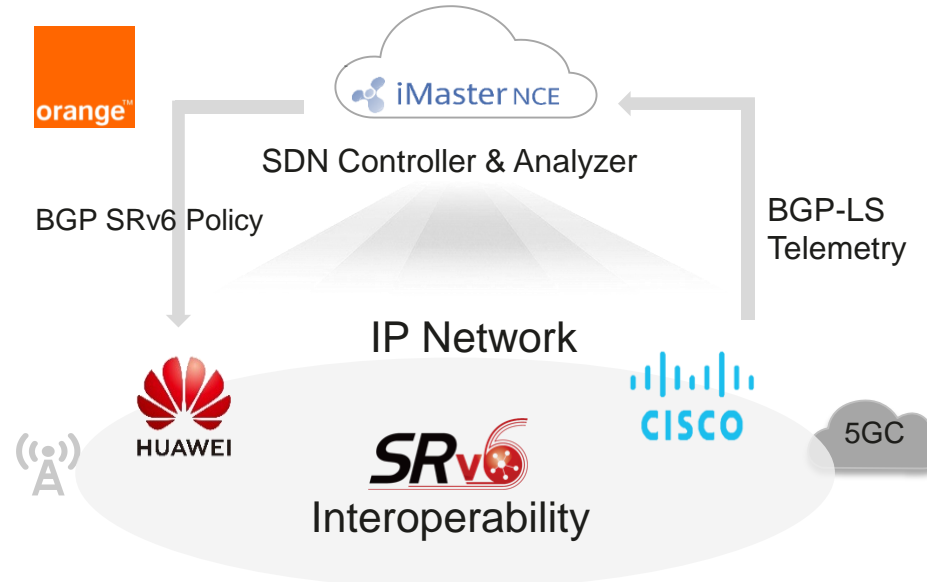 orange™
iMaster NCE
SDN Controller & Analyzer
BGP SRv6 Policy
BGP-LS
Telemetry
IP Network
HUAWEI
CISCO
5GC
SRv6
Interoperability